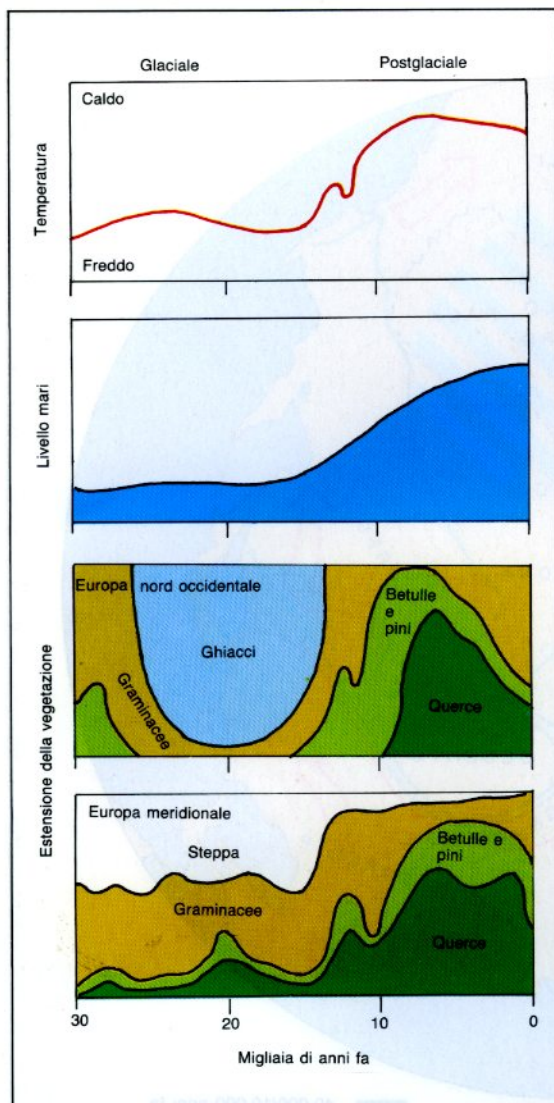 Glaciale
Postglaciale
Caldo
Temperatura
Freddo
Livello mari
Estensione della vegetazione
Europa nord occidentale
Ghiacci
Graminacee
Betulle
e
pini
Querce
Europa meridionale
Steppa
Graminacee
Betulle e
pini
Querce
30 20 10 0
Migliaia di anni fa